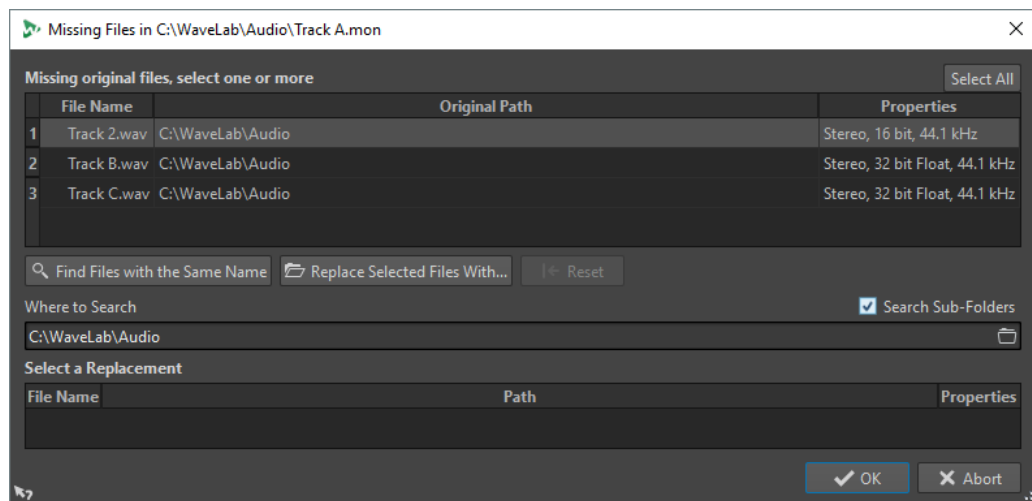 Missing Files in C:\WaveLab\Audio\Track A.mon
Missing original files, select one or more Select All
File Name Original Path Properties
1 Track 2.wav C:\WaveLab\Audio Stereo, 16 bit, 44.1 kHz
2 Track B.wav C:\WaveLab\Audio Stereo, 32 bit Float, 44.1 kHz
3 Track C.wav C:\WaveLab\Audio Stereo, 32 bit Float, 44.1 kHz
Find Files with the Same Name Replace Selected Files With... Reset
Where to Search Search Sub-Folders
C:\WaveLab\Audio
Select a Replacement
File Name Path Properties
OK Abort